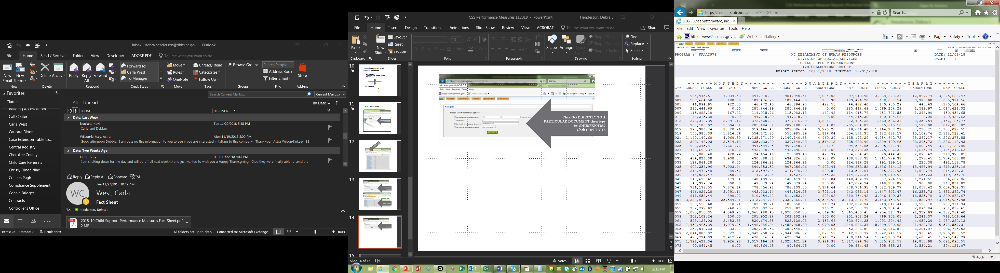 Inbox - debra.henderson@dhhs.nc.gov - Outlook
File Home Send / Receive Folder View Developer ADOBE PDF Tell me what you want to do
New Email New Items Delete Archive Reply Reply All Forward
Forward to: Carla West To Manager
Move Rules OneNote
Unread/ Read Categorize Follow Up
Browse Groups
Search People Address Book Filter Email
Store
New Delete Respond Quick Steps Move Tags Groups Find Add-ins
Favorites
Clutter
Building Access Report
Call Center
Carla West
Carlotta Dixon
Case Extension Table to...
Central Registry
Cherokee County
Child Care Referrals
Chrissy Dingeldine
Colleen Pugh
Compliance Supplement
Connie Bridges
Contracts
Controller's Office
Search Current Mailbox Current Mailbox
All Unread By Date
FROM RECEIVED
Date: Last Week
Brackett, Kevin Tue 11/20/2018 5:48 PM
Carla and Debbie,
Wilson-kirksey, Astra Mon 11/19/2018 3:09 PM
Good afternoon Debbie, I am passing this information to you to see if you are interested in talking to this company. Thank you. Astra Wilson-Kirksey SS
Date: Two Weeks Ago
Nohr, Gary Fri 11/16/2018 4:13 PM
I am shutting down for the day and will be off all next week ☺ and just wanted to wish you a Happy Thanksgiving. Glad they were finally able to send the
Reply Reply All Forward IM
Tue 11/27/2018 10:49 AM
WC
West, Carla
Fact Sheet
To Henderson, Debra L
2018-19 Child Support Performance Measures Fact Sheet.pdf
2 MB
Items: 25 Unread: 7 Reminders: 1 All folders are up to date. Connected to: Microsoft Exchange 100%
CSS Performance Measures 112018 - PowerPoint Henderson, Debra L
File Home Insert Design Transitions Animations Slide Show Review View ACROBAT Tell me what you want to do Share
Paste New Slide Layout Reset Section
Shapes Arrange Quick Styles Shape Fill Shape Outline Shape Effects
Find Replace Select
Clipboard Slides Font Paragraph Drawing Editing
10
Percentage cases with arrears payment
11
Total Collections
12
13
14
15
Navigate
Please select from these options:
List defined documents sorted by Title
List folders
Go directly to a particular document /DHR/FKK/F237
List favorite documents sorted by
Continue
Click GO DIRECTLY TO A
PARTICULAR DOCUMENT then type
in: /DHR/FKK/F237
Click CONTINUE
Slide 14 of 15 Notes 81%
2:31 PM
https://scca.its.state.nc.us/xnet/CSPLOG.htm Search...
LOG - Xnet Systemware, Inc.
File Edit View Favorites Tools Help
https--www2.ncdhhs.gov-... Web Slice Gallery Page Safety Tools
PROGRAM : FKAAC976 NC DEPARTMENT OF HUMAN RESOURCES DATE: 11/01/18
DIVISION OF SOCIAL SERVICES PAGE: 1
CHILD SUPPORT ENFORCEMENT
IVD COLLECTIONS REPORT
REPORT PERIOD 10/01/2018 THROUGH 10/31/2018
- - - - - - M O N T H L Y - - - - - - - - - - - - - Q U A R T E R L Y - - - - - - - - - - - - - Y E A R L Y - - - - - - -
CTY GROSS COLLS DEDUCTIONS NET COLLS GROSS COLLS DEDUCTIONS NET COLLS GROSS COLLS DEDUCTIONS NET COLLS
001 904,945.51 7,034.53 897,910.98 904,945.51 7,034.53 897,910.98 3,638,228.21 12,597.74 3,625,630.47
003 183,664.50 188.30 183,476.20 183,664.50 188.30 183,476.20 688,637.54 3,325.98 685,311.56
005 46,894.95 422.55 46,472.40 46,894.95 422.55 46,472.40 170,950.29 445.63 170,504.66
007 285,444.69 0.00 285,444.69 285,444.69 0.00 285,444.69 1,069,204.29 1,582.97 1,067,621.32
009 115,083.18 167.42 114,915.76 115,083.18 167.42 114,915.76 451,701.55 1,246.90 450,454.65
011 44,215.30 0.00 44,215.30 44,215.30 0.00 44,215.30 180,434.62 0.00 180,434.62
013 376,316.39 3,891.16 372,425.23 376,316.39 3,891.16 372,425.23 1,460,536.31 8,350.54 1,452,185.77
015 207,188.02 1,504.01 205,684.01 207,188.02 1,504.01 205,684.01 815,615.10 3,527.08 812,088.02
017 323,386.74 3,720.26 319,666.48 323,386.74 3,720.26 319,666.48 1,164,238.22 7,210.71 1,157,027.51
019 555,985.39 1,814.04 554,171.35 555,985.39 1,814.04 554,171.35 2,122,638.17 10,109.76 2,112,528.41
021 1,140,140.68 4,969.39 1,135,171.29 1,140,140.68 4,969.39 1,135,171.29 4,254,642.72 28,267.17 4,226,375.55
023 329,148.03 3,514.13 325,633.90 329,148.03 3,514.13 325,633.90 1,309,409.65 23,295.72 1,286,113.93
025 996,245.81 1,661.76 994,584.05 996,245.81 1,661.76 994,584.05 3,905,947.49 8,808.49 3,897,139.00
027 443,696.37 318.02 443,378.35 443,696.37 318.02 443,378.35 1,725,862.36 1,615.74 1,724,246.62
029 75,083.40 428.99 74,654.41 75,083.40 428.99 74,654.41 320,444.43 2,073.62 318,370.81
031 434,826.38 3,938.07 430,888.31 434,826.38 3,938.07 430,888.31 1,761,779.33 7,273.45 1,754,505.88
033 124,864.28 0.00 124,864.28 124,864.28 0.00 124,864.28 491,339.16 225.38 491,113.78
035 907,256.96 7,903.44 899,353.52 907,256.96 7,903.44 899,353.52 3,636,814.12 18,488.94 3,618,325.18
037 214,478.40 880.56 213,597.84 214,478.40 880.56 213,597.84 815,277.95 1,063.74 814,214.21
039 114,527.47 255.23 114,272.24 114,527.47 255.23 114,272.24 419,810.99 655.23 419,155.76
041 148,613.61 173.84 148,439.77 148,613.61 173.84 148,439.77 587,976.57 1,294.51 586,682.06
043 47,379.74 300.00 47,079.74 47,379.74 300.00 47,079.74 168,131.87 300.00 167,831.87
045 786,133.55 7,376.64 778,756.91 786,133.55 7,376.64 778,756.91 3,022,359.77 18,057.42 3,004,302.35
047 446,824.28 3,791.14 443,033.14 446,824.28 3,791.14 443,033.14 1,647,641.47 16,258.73 1,631,382.74
049 811,652.44 898.02 810,754.42 811,652.44 898.02 810,754.42 3,246,409.37 16,535.70 3,229,873.67
051 3,338,866.61 25,584.91 3,313,281.70 3,338,866.61 25,584.91 3,313,281.70 13,143,458.92 127,522.97 13,015,935.95
053 183,550.68 710.74 182,839.94 183,550.68 710.74 182,839.94 740,841.44 3,530.10 737,311.34
055 252,797.97 260.25 252,537.72 252,797.97 260.25 252,537.72 933,134.45 2,096.84 931,037.61
057 1,070,050.35 4,569.90 1,065,480.45 1,070,050.35 4,569.90 1,065,480.45 4,204,117.39 21,332.99 4,182,784.40
059 202,102.24 150.00 201,952.24 202,102.24 150.00 201,952.24 769,353.01 1,246.37 768,106.64
061 523,128.03 2,453.68 520,674.35 523,128.03 2,453.68 520,674.35 1,991,274.42 4,052.29 1,987,222.13
063 1,452,965.39 4,079.05 1,448,886.34 1,452,965.39 4,079.05 1,448,886.34 5,609,980.03 31,422.72 5,578,557.31
065 252,540.23 333.67 252,206.56 252,540.23 333.67 252,206.56 1,002,916.59 6,201.07 996,715.52
067 2,044,086.32 1,827.53 2,042,258.79 2,044,086.32 1,827.53 2,042,258.79 7,792,941.17 7,935.65 7,785,005.52
069 473,734.33 2,917.79 470,816.54 473,734.33 2,917.79 470,816.54 1,797,155.74 3,608.45 1,793,547.29
071 1,321,621.34 3,926.98 1,317,694.36 1,321,621.34 3,926.98 1,317,694.36 5,035,951.53 14,855.98 5,021,095.55
073 99,864.45 0.00 99,864.45 99,864.45 0.00 99,864.45 395,655.28 1,534.21 394,121.07
45%